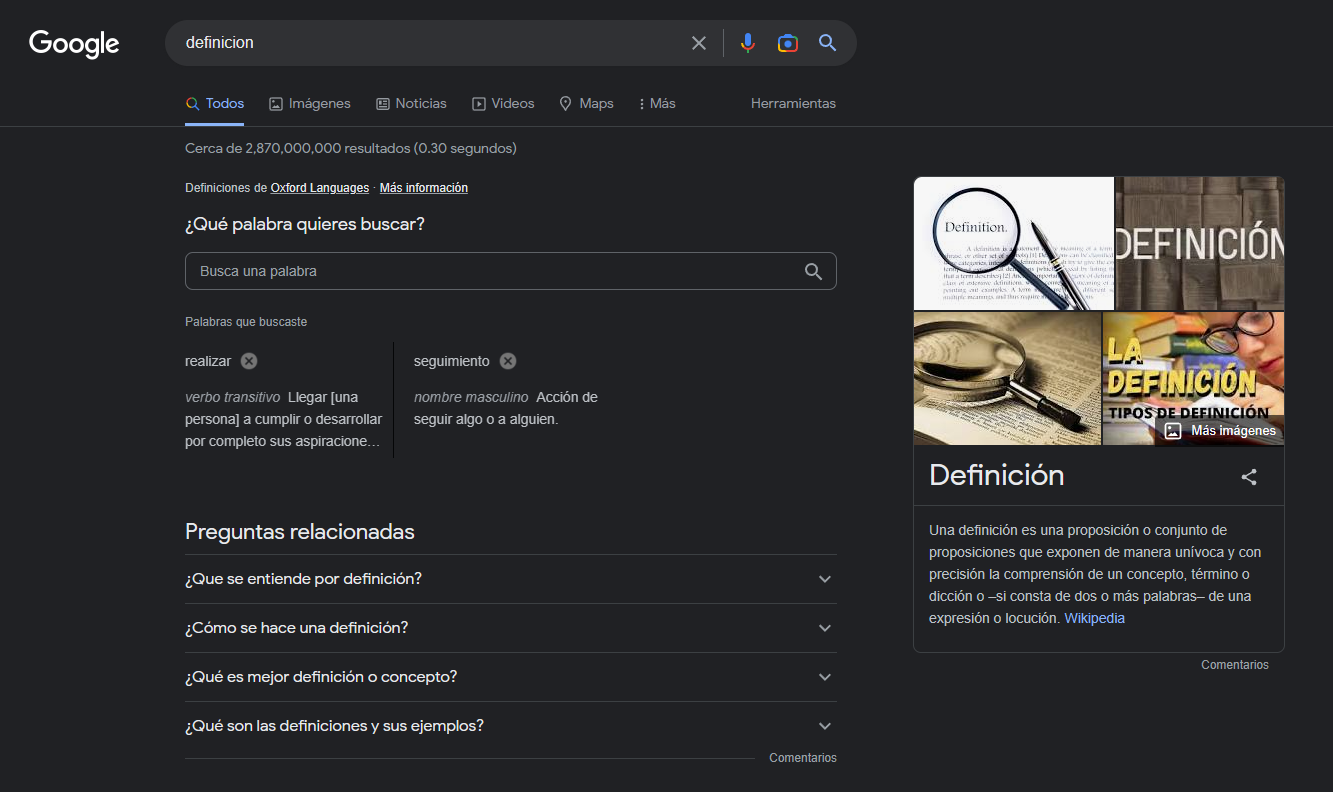 Google
definicion
Todos
Imágenes
Noticias
Videos
Maps
Más
Herramientas
Cerca de 2,870,000,000 resultados (0.30 segundos)
Definiciones de Oxford Languages · Más información
¿Qué palabra quieres buscar?
Busca una palabra
Palabras que buscaste
realizar
verbo transitivo Llegar [una
persona] a cumplir o desarrollar
por completo sus aspiracione…
seguimiento
nombre masculino Acción de
seguir algo o a alguien.
Preguntas relacionadas
¿Que se entiende por definición?
¿Cómo se hace una definición?
¿Qué es mejor definición o concepto?
¿Qué son las definiciones y sus ejemplos?
Comentarios
Definition.
DEFINICIÓN
LA
DEFINICIÓN
TIPOS DE DEFINICIÓN
Más imágenes
Definición
Una definición es una proposición o conjunto de
proposiciones que exponen de manera unívoca y con
precisión la comprensión de un concepto, término o
dicción o –si consta de dos o más palabras– de una
expresión o locución. Wikipedia
Comentarios